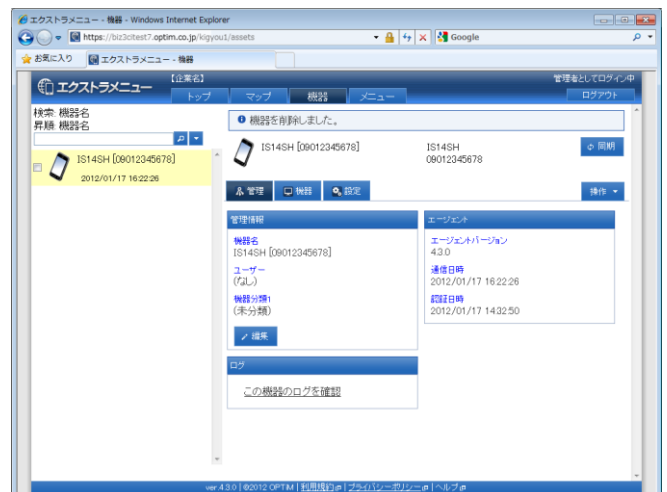 エクストラメニュー - 機器 - Windows Internet Explorer
https://biz3citest7.optim.co.jp/kigyou1/assets
Google
お気に入り
エクストラメニュー - 機器
エクストラメニュー
【企業名】
管理者としてログイン中
トップ
マップ
機器
メニュー
ログアウト
検索: 機器名
昇順: 機器名
IS14SH [09012345678]
2012/01/17 16:22:26
機器を削除しました。
IS14SH [09012345678]
IS14SH
09012345678
同期
管理
機器
設定
操作
管理情報
機器名
IS14SH [09012345678]
ユーザー
(なし)
機器分類1
(未分類)
編集
ログ
この機器のログを確認
エージェント
エージェントバージョン
4.3.0
通信日時
2012/01/17 16:22:26
認証日時
2012/01/17 14:32:50
ver.4.3.0 | ©2012 OPTiM | 利用規約 | プライバシーポリシー | ヘルプ